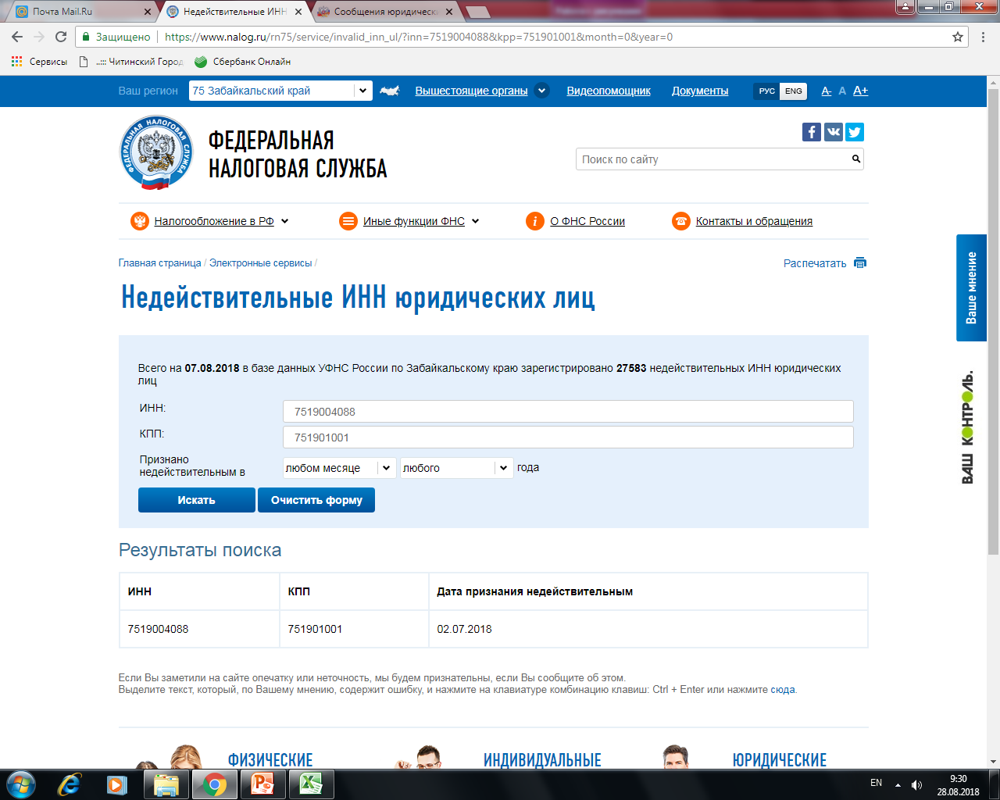 Почта Mail.Ru
Недействительные ИНН
Сообщения юридически
Защищено
https://www.nalog.ru/rn75/service/invalid_inn_ul/?inn=7519004088&kpp=751901001&month=0&year=0
Сервисы
..:::: Читинский Город
Сбербанк Онлайн
Ваш регион
75 Забайкальский край
Вышестоящие органы
Видеопомощник
Документы
РУС
ENG
A-
A
A+
ФЕДЕРАЛЬНАЯ НАЛОГОВАЯ СЛУЖБА
ФЕДЕРАЛЬНАЯ
НАЛОГОВАЯ СЛУЖБА
Поиск по сайту
Налогообложение в РФ
Иные функции ФНС
О ФНС России
Контакты и обращения
Главная страница / Электронные сервисы /
Распечатать
Недействительные ИНН юридических лиц
Ваше мнение
ВАШ КОНТРОЛЬ.
Всего на 07.08.2018 в базе данных УФНС России по Забайкальскому краю зарегистрировано 27583 недействительных ИНН юридических
лиц
ИНН:
7519004088
КПП:
751901001
Признано
недействительным в
любом месяце
любого
года
Искать
Очистить форму
Результаты поиска
ИНН
КПП
Дата признания недействительным
7519004088
751901001
02.07.2018
Если Вы заметили на сайте опечатку или неточность, мы будем признательны, если Вы сообщите об этом.
Выделите текст, который, по Вашему мнению, содержит ошибку, и нажмите на клавиатуре комбинацию клавиш: Ctrl + Enter или нажмите сюда.
ФИЗИЧЕСКИЕ
ИНДИВИДУАЛЬНЫЕ
ЮРИДИЧЕСКИЕ
EN
9:30
28.08.2018